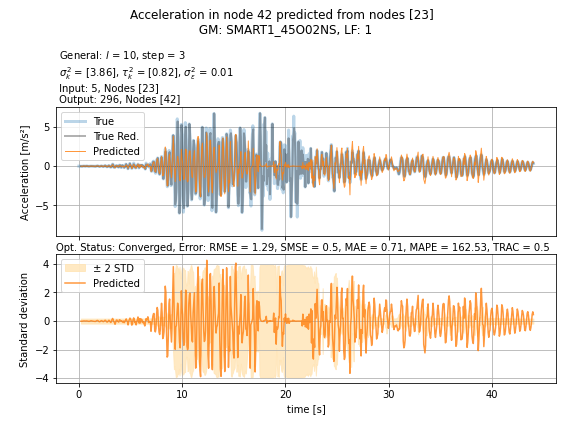 Acceleration in node 42 predicted from nodes [23]
GM: SMART1_45O02NS, LF: 1
General: l = 10, step = 3
σ²ₖ = [3.86], τ²ₖ = [0.82], σ²ε = 0.01
Input: 5, Nodes [23]
Output: 296, Nodes [42]
Acceleration [m/s²]
5
0
−5
True
True Red.
Predicted
Opt. Status: Converged, Error: RMSE = 1.29, SMSE = 0.5, MAE = 0.71, MAPE = 162.53, TRAC = 0.5
Standard deviation
4
2
0
−2
−4
± 2 STD
Predicted
0 10 20 30 40
time [s]